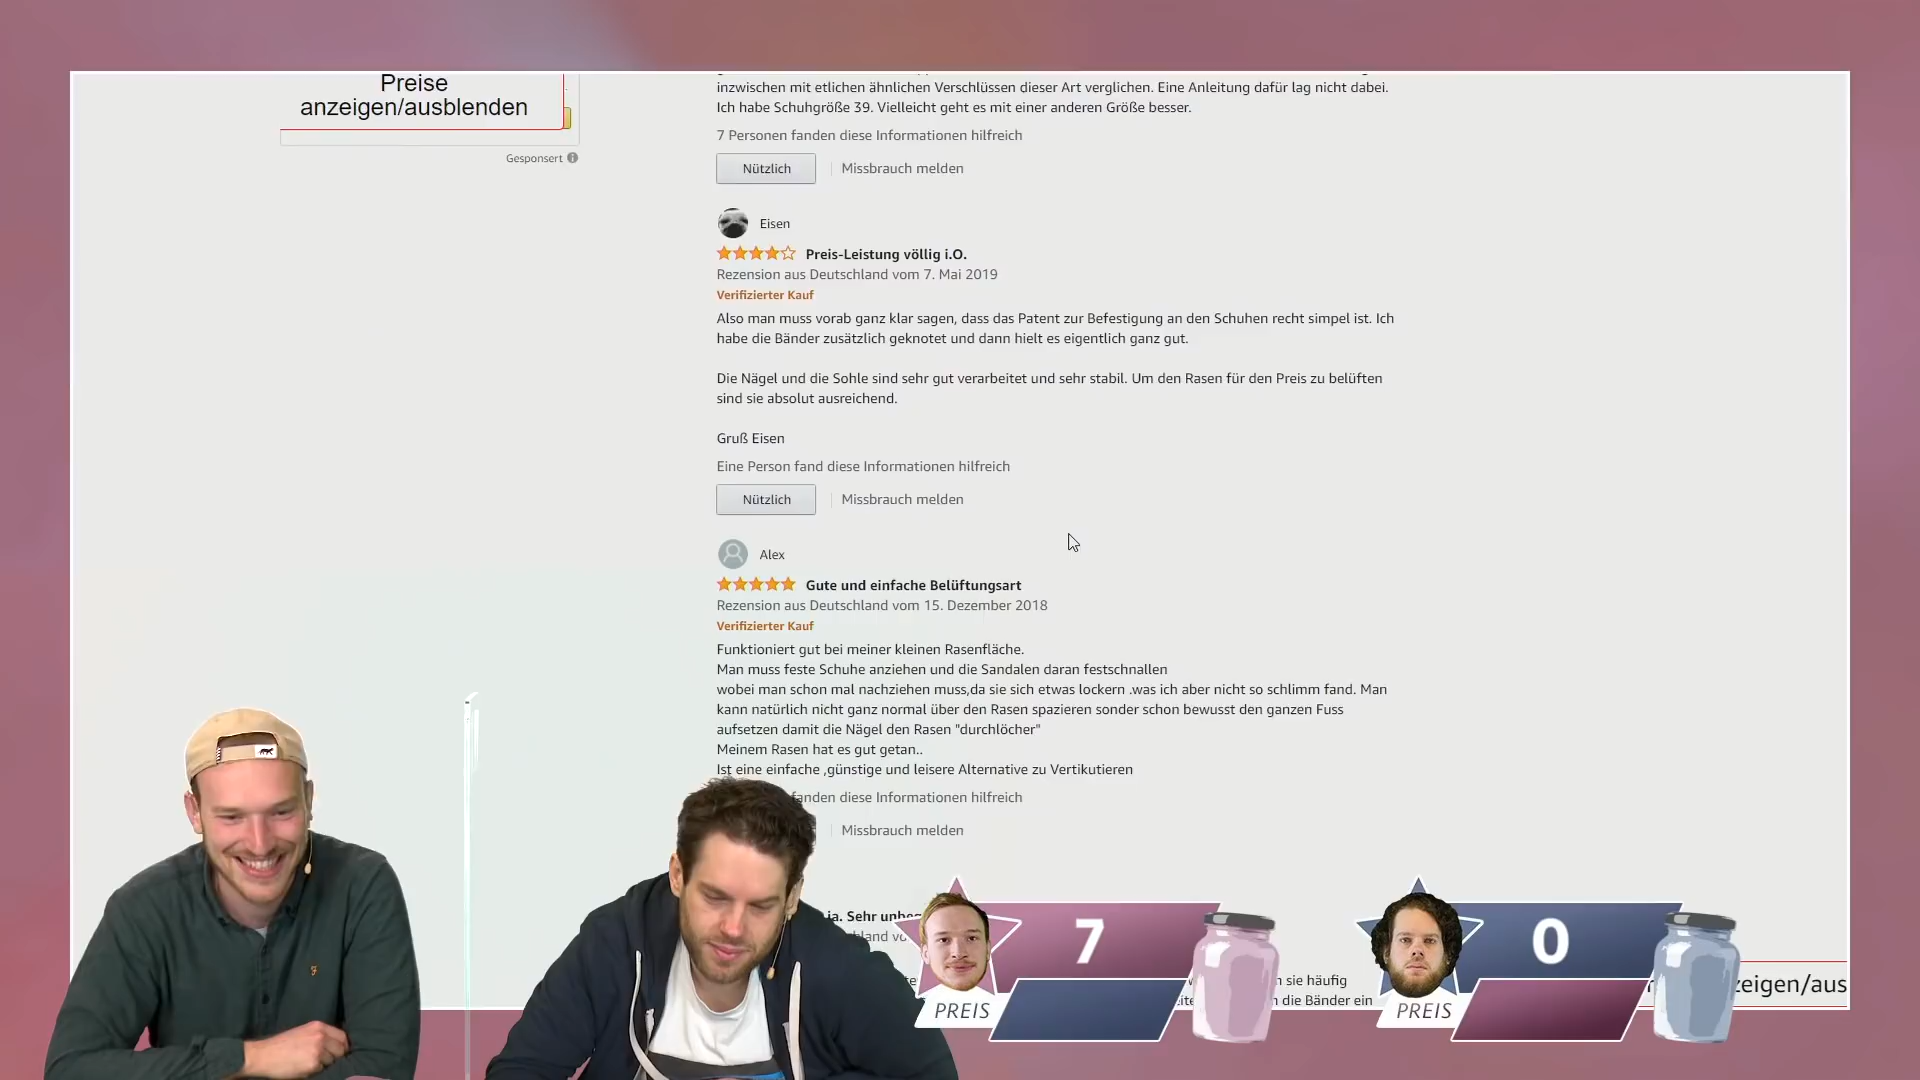 Preise
anzeigen/ausblenden
Gesponsert
inzwischen mit etlichen ähnlichen Verschlüssen dieser Art verglichen. Eine Anleitung dafür lag nicht dabei.
Ich habe Schuhgröße 39. Vielleicht geht es mit einer anderen Größe besser.
7 Personen fanden diese Informationen hilfreich
Nützlich
Missbrauch melden
Eisen
Preis-Leistung völlig i.O.
Rezension aus Deutschland vom 7. Mai 2019
Verifizierter Kauf
Also man muss vorab ganz klar sagen, dass das Patent zur Befestigung an den Schuhen recht simpel ist. Ich
habe die Bänder zusätzlich geknotet und dann hielt es eigentlich ganz gut.
Die Nägel und die Sohle sind sehr gut verarbeitet und sehr stabil. Um den Rasen für den Preis zu belüften
sind sie absolut ausreichend.
Gruß Eisen
Eine Person fand diese Informationen hilfreich
Nützlich
Missbrauch melden
Alex
Gute und einfache Belüftungsart
Rezension aus Deutschland vom 15. Dezember 2018
Verifizierter Kauf
Funktioniert gut bei meiner kleinen Rasenfläche.
Man muss feste Schuhe anziehen und die Sandalen daran festschnallen
wobei man schon mal nachziehen muss,da sie sich etwas lockern .was ich aber nicht so schlimm fand. Man
kann natürlich nicht ganz normal über den Rasen spazieren sonder schon bewusst den ganzen Fuss
aufsetzen damit die Nägel den Rasen "durchlöcher"
Meinem Rasen hat es gut getan..
Ist eine einfache ,günstige und leisere Alternative zu Vertikutieren
fanden diese Informationen hilfreich
Missbrauch melden
ja. Sehr
sie häufig
die Bänder ein
7
PREIS
0
PREIS
zeigen/aus